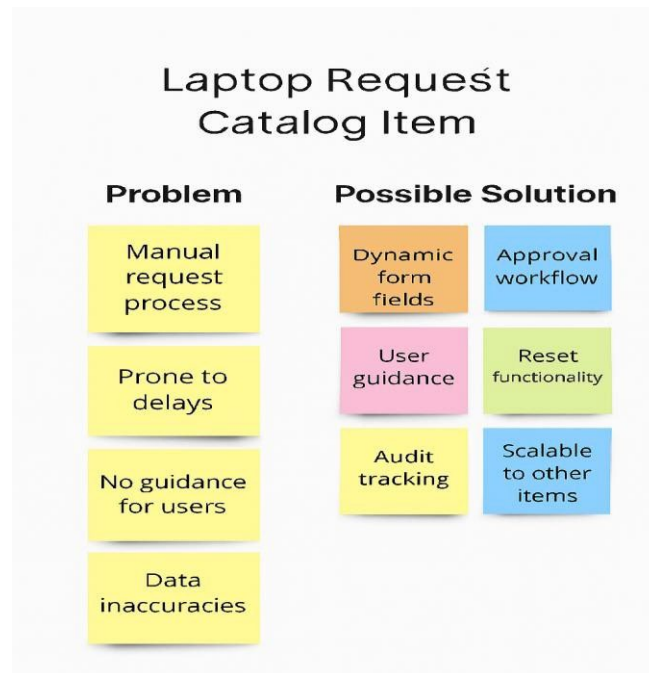 Laptop Request
Catalog Item
Problem
Manual
request
process
Prone to
delays
No guidance
for users
Data
inaccuracies
Possible Solution
Dynamic
form
fields
Approval
workflow
User
guidance
Reset
functionality
Audit
tracking
Scalable
to other
items